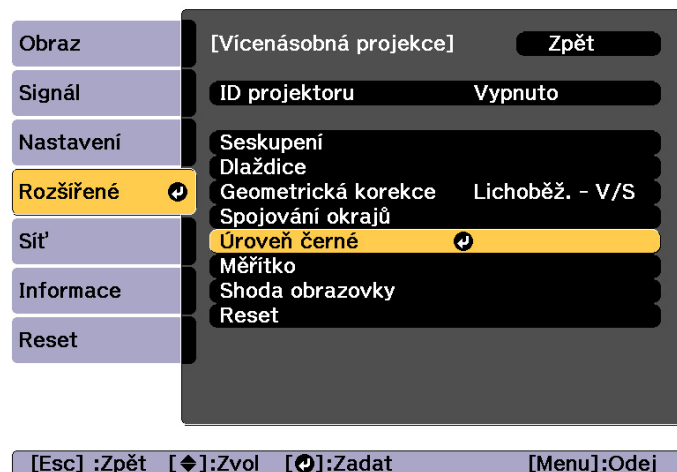 Obraz
Signál
Nastavení
Rozšířené
Síť
Informace
Reset
[Vícenásobná projekce] Zpět
ID projektoru Vypnuto
Seskupení
Dlaždice
Geometrická korekce Lichoběž. - V/S
Spojování okrajů
Úroveň černé
Měřítko
Shoda obrazovky
Reset
[Esc] :Zpět [◆]:Zvol [↵]:Zadat [Menu]:Odej